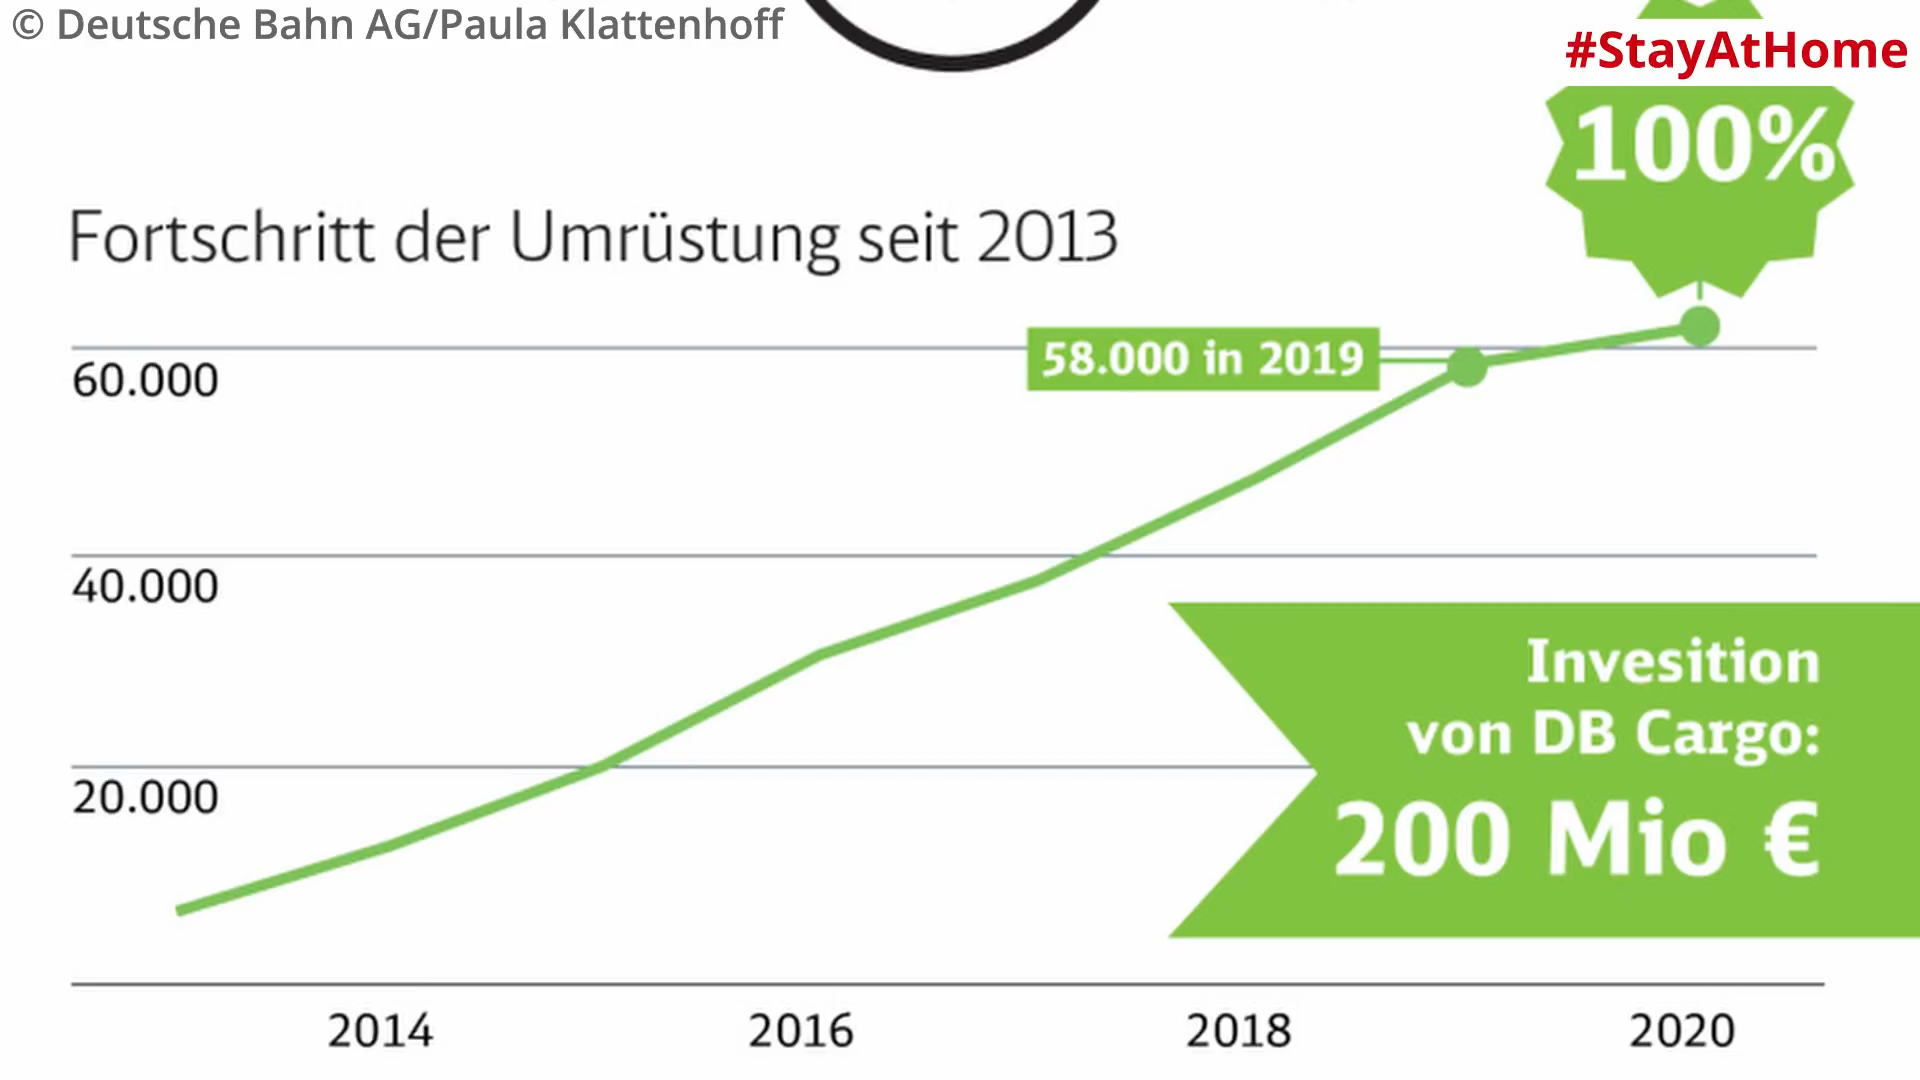 © Deutsche Bahn AG/Paula Klattenhoff
#StayAtHome
100%
Fortschritt der Umrüstung seit 2013
58.000 in 2019
60.000
40.000
20.000
Invesition
von DB Cargo:
200 Mio €
2014 2016 2018 2020